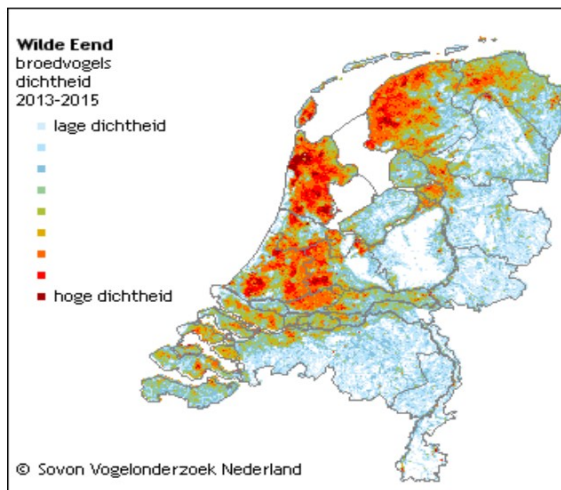 Wilde Eend
broedvogels
dichtheid
2013-2015
lage dichtheid
hoge dichtheid
© Sovon Vogelonderzoek Nederland